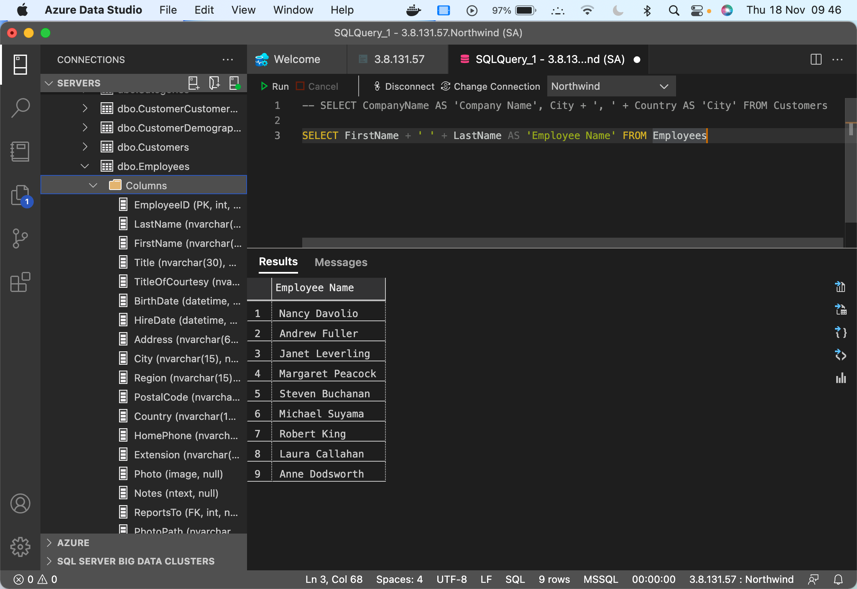 Azure Data Studio File Edit View Window Help 97% Thu 18 Nov 09 46
SQLQuery_1 - 3.8.131.57.Northwind (SA)
CONNECTIONS ...
SERVERS
dbo.CustomerCustomer...
dbo.CustomerDemograp...
dbo.Customers
dbo.Employees
Columns
EmployeeID (PK, int, ...
LastName (nvarchar(...
FirstName (nvarchar(...
Title (nvarchar(30), ...
TitleOfCourtesy (nva...
BirthDate (datetime, ...
HireDate (datetime, ...
Address (nvarchar(6...
City (nvarchar(15), n...
Region (nvarchar(15)...
PostalCode (nvarcha...
Country (nvarchar(1...
HomePhone (nvarch...
Extension (nvarchar(...
Photo (image, null)
Notes (ntext, null)
ReportsTo (FK, int, n...
PhotoPath (nvarchar
AZURE
SQL SERVER BIG DATA CLUSTERS
1
Welcome 3.8.131.57 SQLQuery_1 - 3.8.13...nd (SA)
Run Cancel Disconnect Change Connection Northwind
1 -- SELECT CompanyName AS 'Company Name', City + ', ' + Country AS 'City' FROM Customers
2
3 SELECT FirstName + ' ' + LastName AS 'Employee Name' FROM Employees
Results Messages
Employee Name
1 Nancy Davolio
2 Andrew Fuller
3 Janet Leverling
4 Margaret Peacock
5 Steven Buchanan
6 Michael Suyama
7 Robert King
8 Laura Callahan
9 Anne Dodsworth
0 0 Ln 3, Col 68 Spaces: 4 UTF-8 LF SQL 9 rows MSSQL 00:00:00 3.8.131.57 : Northwind